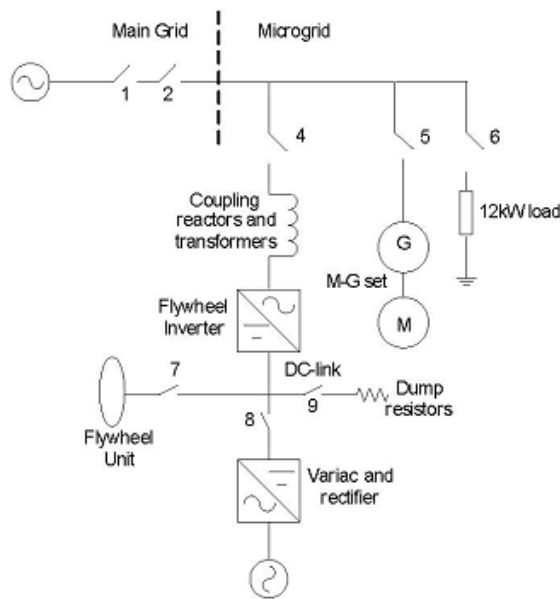 Main Grid
Microgrid
1
2
4
5
6
Coupling
reactors and
transformers
12kW load
G
M-G set
M
Flywheel
Inverter
7
DC-link
9
Dump
resistors
8
Flywheel
Unit
Variac and
rectifier